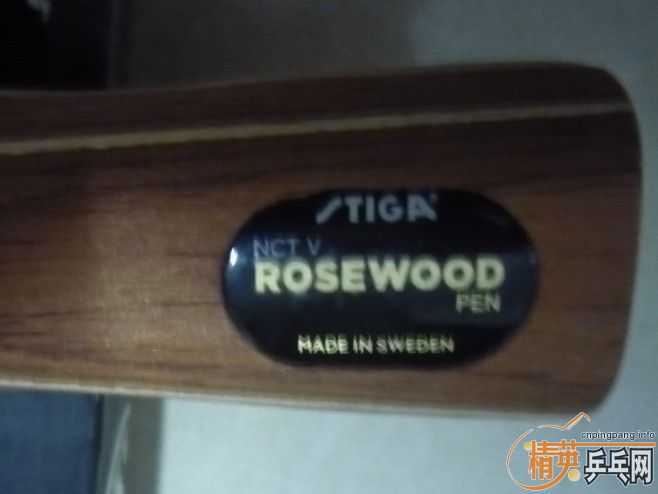 STIGA
NCT V
ROSEWOOD
PEN
MADE IN SWEDEN
cnpingpang.info
精英乒乓网